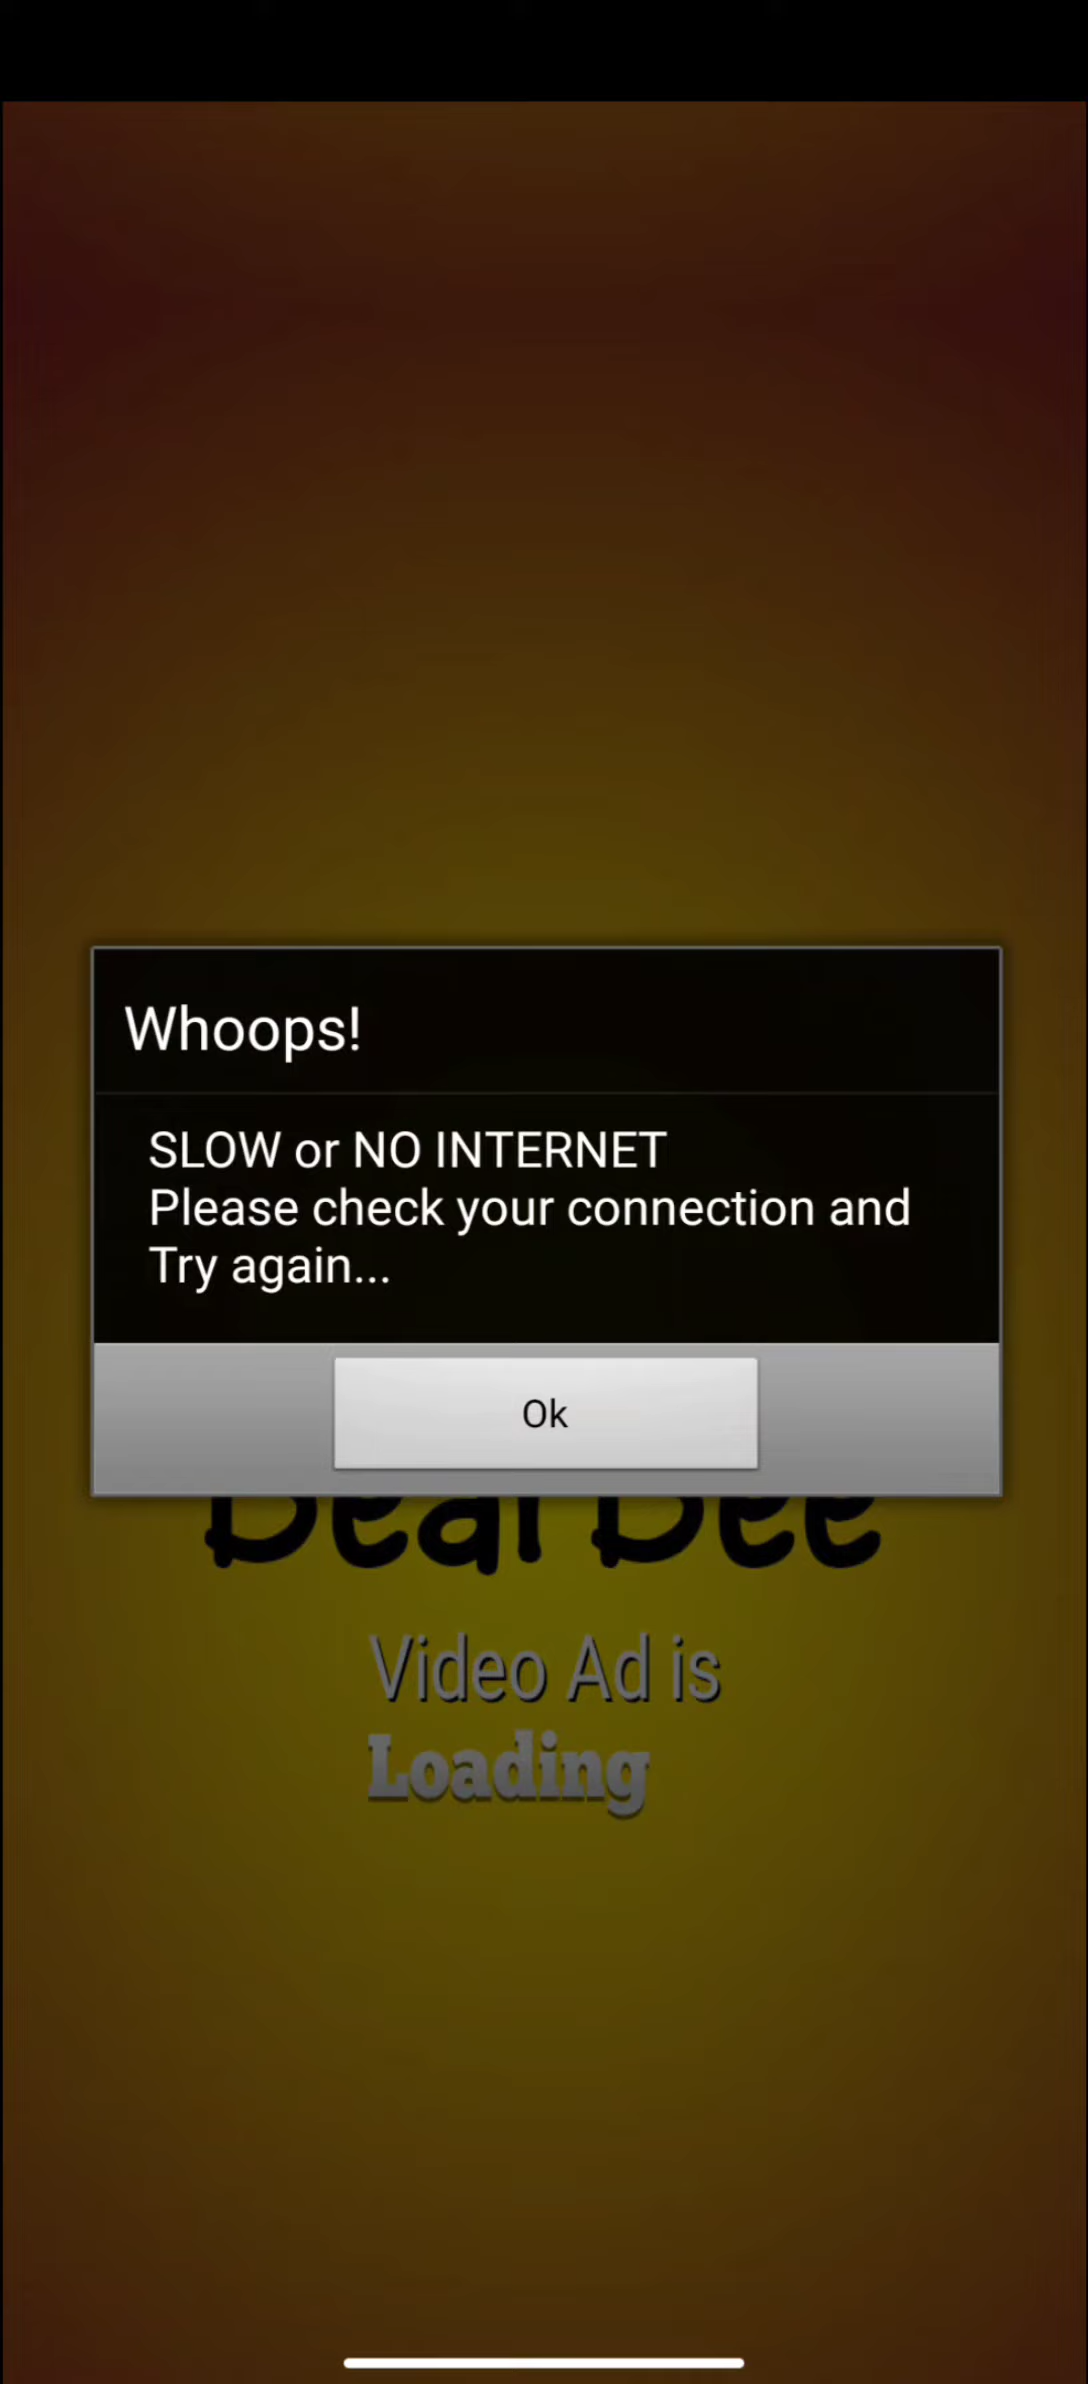 Whoops!
SLOW or NO INTERNET
Please check your connection and
Try again...
Ok
Video Ad is
Loading